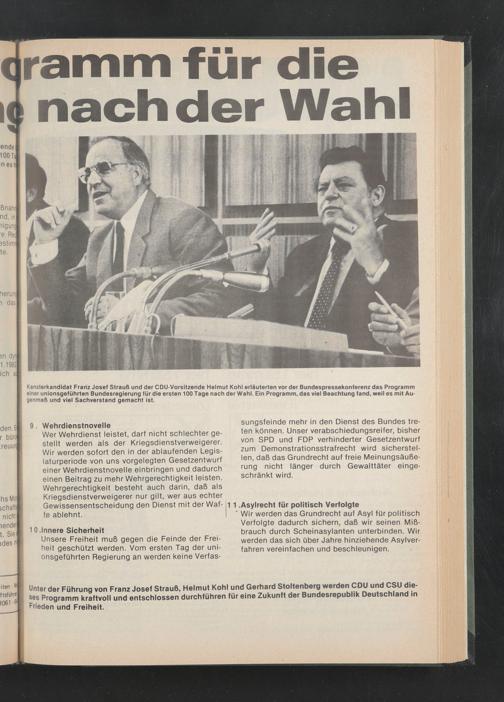 gramm für die
g nach der Wahl
Kanzlerkandidat Franz Josef Strauß und der CDU-Vorsitzende Helmut Kohl erläuterten vor der Bundespressekonferenz das Programm
einer unionsgeführten Bundesregierung für die ersten 100 Tage nach der Wahl. Ein Programm, das viel Beachtung fand, weil es mit Au-
genmaß und viel Sachverstand gemacht ist.
9. Wehrdienstnovelle
Wer Wehrdienst leistet, darf nicht schlechter ge-
stellt werden als der Kriegsdienstverweigerer.
Wir werden sofort den in der ablaufenden Legis-
laturperiode von uns vorgelegten Gesetzentwurf
einer Wehrdienstnovelle einbringen und dadurch
einen Beitrag zu mehr Wehrgerechtigkeit leisten.
Wehrgerechtigkeit besteht auch darin, daß als
Kriegsdienstverweigerer nur gilt, wer aus echter
Gewissensentscheidung den Dienst mit der Waf-
fe ablehnt.
10. Innere Sicherheit
Unsere Freiheit muß gegen die Feinde der Frei-
heit geschützt werden. Vom ersten Tag der uni-
onsgeführten Regierung an werden keine Verfas-
sungsfeinde mehr in den Dienst des Bundes tre-
ten können. Unser verabschiedungsreifer, bisher
von SPD und FDP verhinderter Gesetzentwurf
zum Demonstrationsstrafrecht wird sicherstel-
len, daß das Grundrecht auf freie Meinungsäuße-
rung nicht länger durch Gewalttäter einge-
schränkt wird.
11. Asylrecht für politisch Verfolgte
Wir werden das Grundrecht auf Asyl für politisch
Verfolgte dadurch sichern, daß wir seinen Miß-
brauch durch Scheinasylanten unterbinden. Wir
werden das sich über Jahre hinziehende Asylver-
fahren vereinfachen und beschleunigen.
Unter der Führung von Franz Josef Strauß, Helmut Kohl und Gerhard Stoltenberg werden CDU und CSU die-
ses Programm kraftvoll und entschlossen durchführen für eine Zukunft der Bundesrepublik Deutschland in
Frieden und Freiheit.